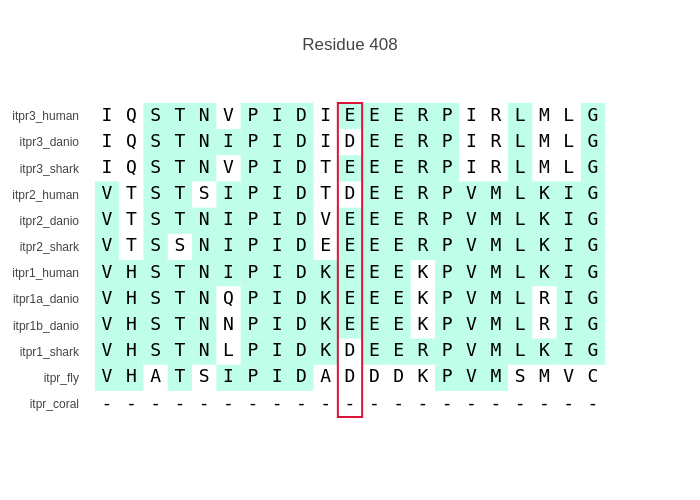 Residue 408
itpr3_human I Q S T N V P I D I E E E R P I R L M L G
itpr3_danio I Q S T N I P I D I D E E R P I R L M L G
itpr3_shark I Q S T N V P I D T E E E R P I R L M L G
itpr2_human V T S T S I P I D T D E E R P V M L K I G
itpr2_danio V T S T N I P I D V E E E R P V M L K I G
itpr2_shark V T S S N I P I D E E E E R P V M L K I G
itpr1_human V H S T N I P I D K E E E K P V M L K I G
itpr1a_danio V H S T N Q P I D K E E E K P V M L R I G
itpr1b_danio V H S T N N P I D K E E E K P V M L R I G
itpr1_shark V H S T N L P I D K D E E R P V M L K I G
itpr_fly V H A T S I P I D A D D D K P V M S M V C
itpr_coral - - - - - - - - - - - - - - - - - - - - -